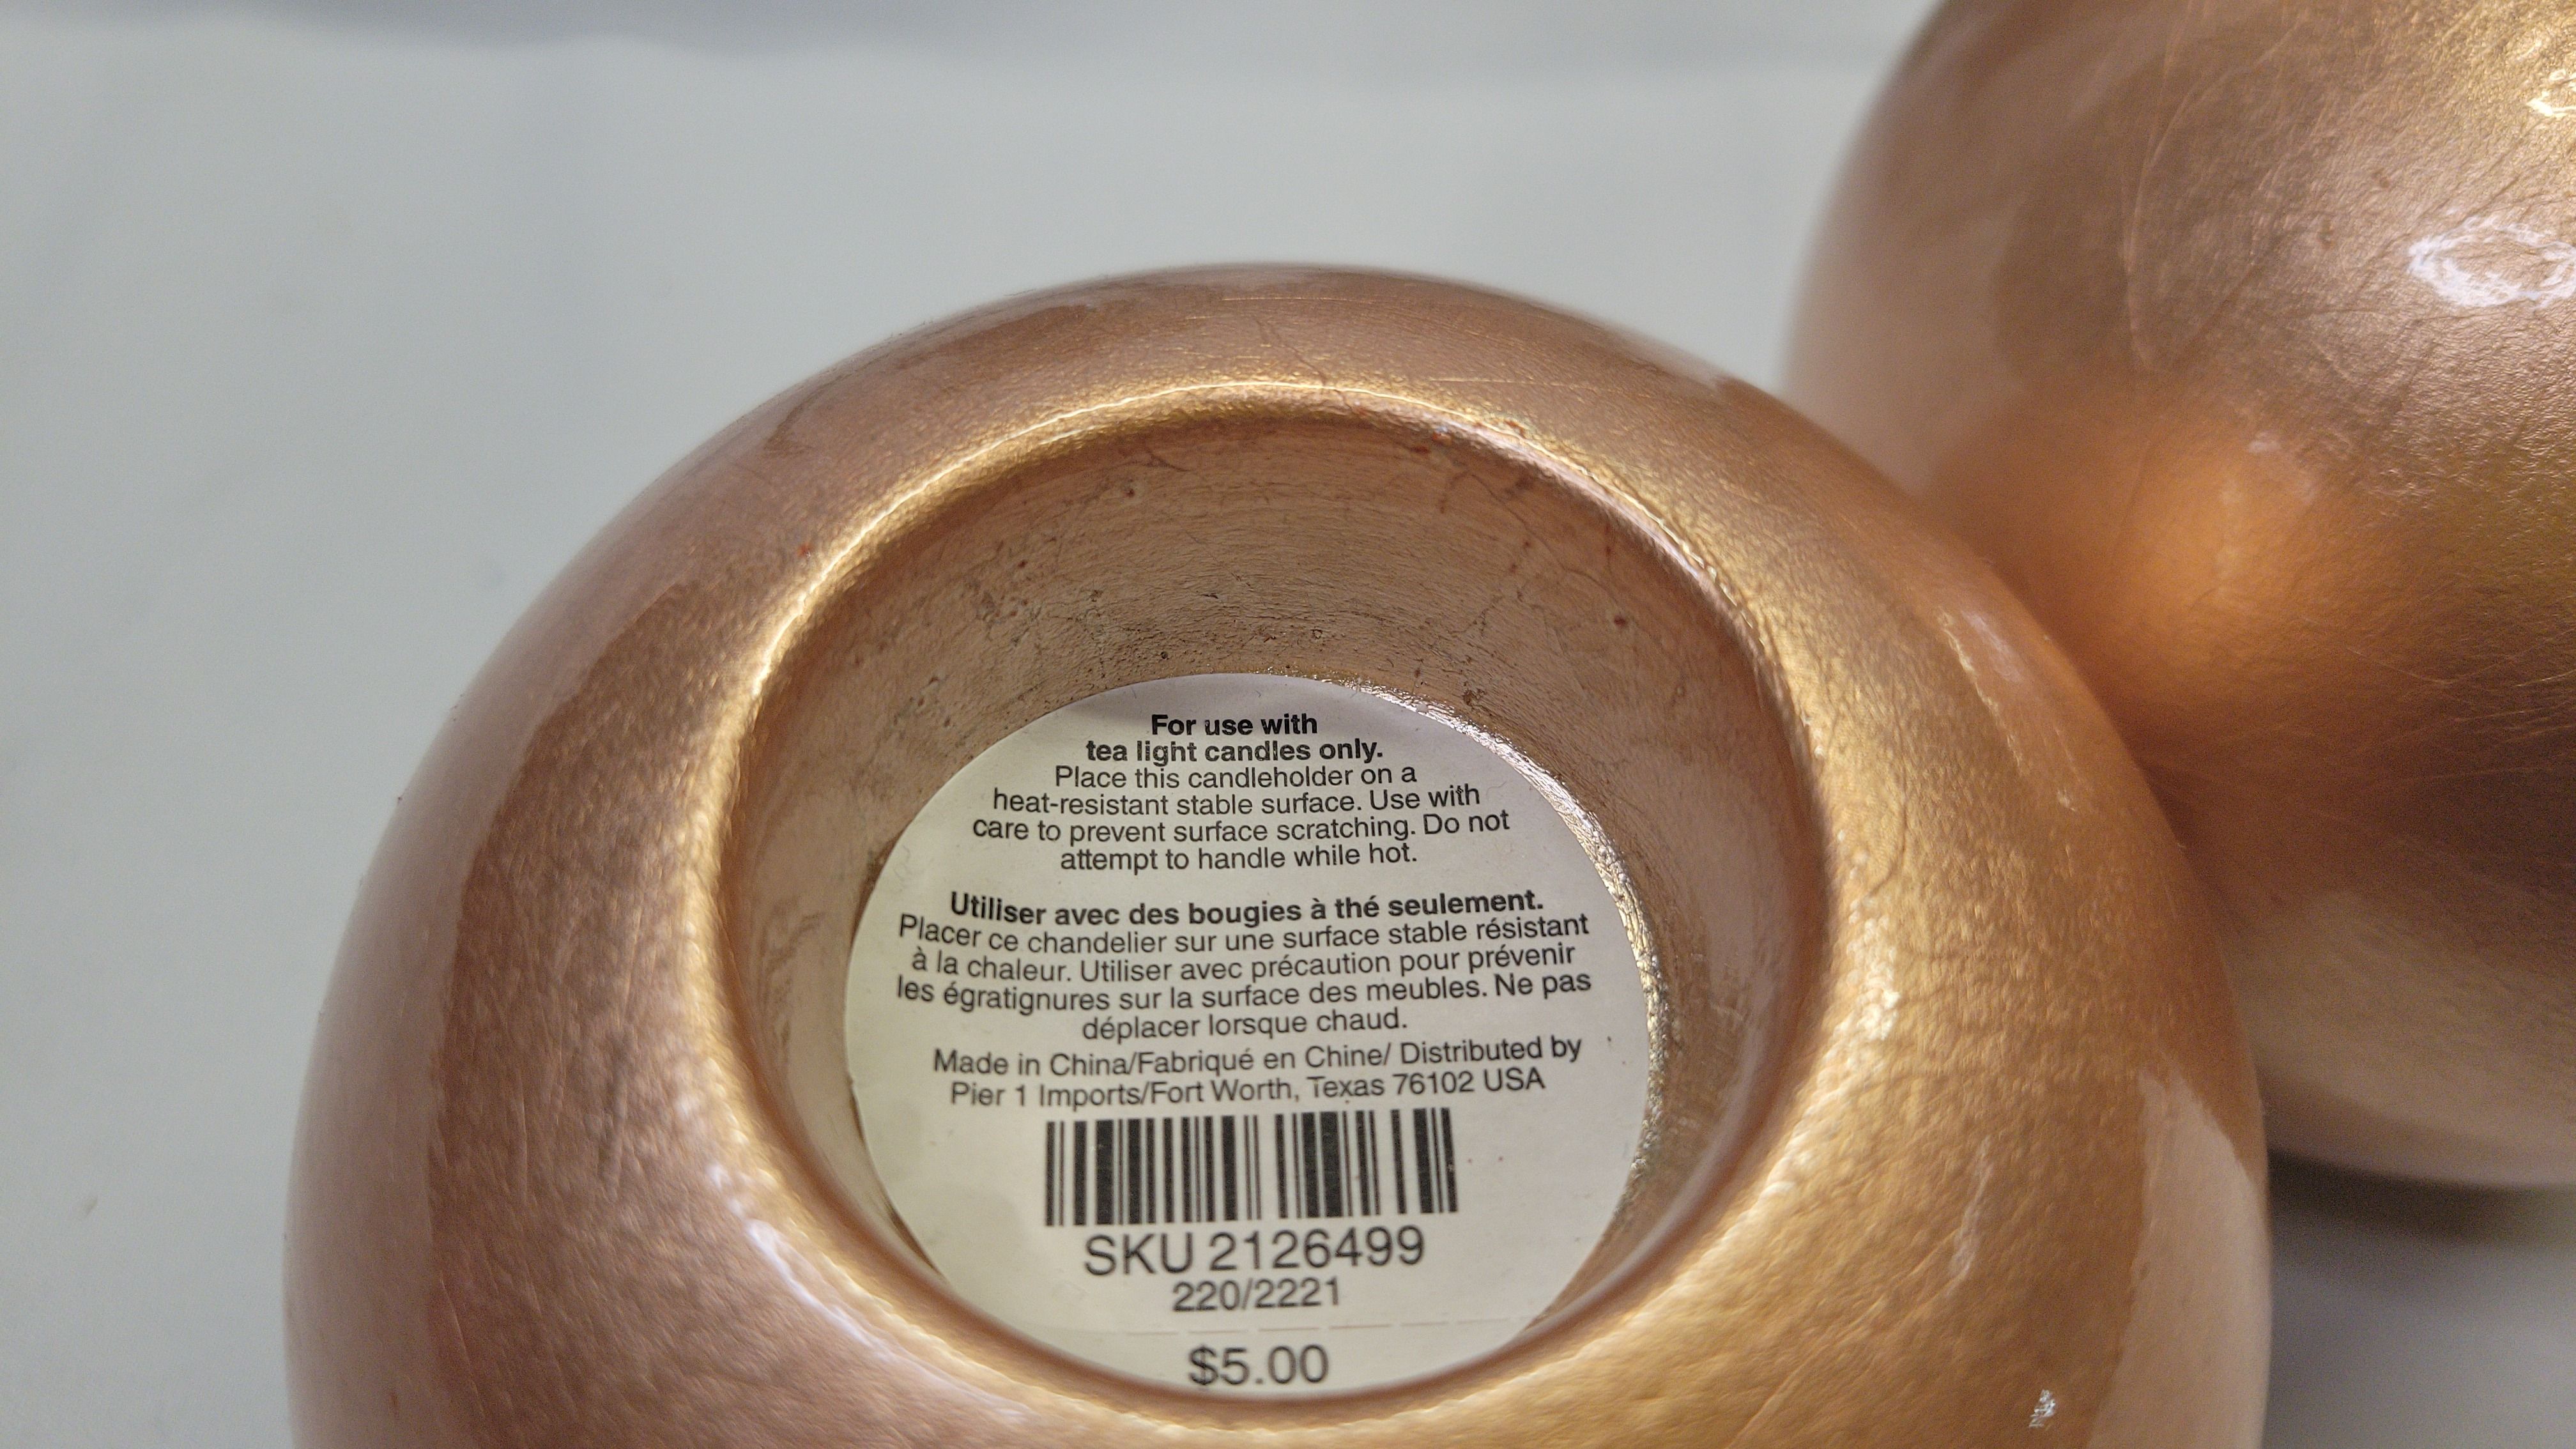 For use with
tea light candles only.
Place this candleholder on a
heat-resistant stable surface. Use with
care to prevent surface scratching. Do not
attempt to handle while hot.
Utiliser avec des bougies à thé seulement.
Placer ce chandelier sur une surface stable résistant
à la chaleur. Utiliser avec précaution pour prévenir
les égratignures sur la surface des meubles. Ne pas
déplacer lorsque chaud.
Made in China/Fabriqué en Chine/ Distributed by
Pier 1 Imports/Fort Worth, Texas 76102 USA
SKU 2126499
220/2221
$5.00